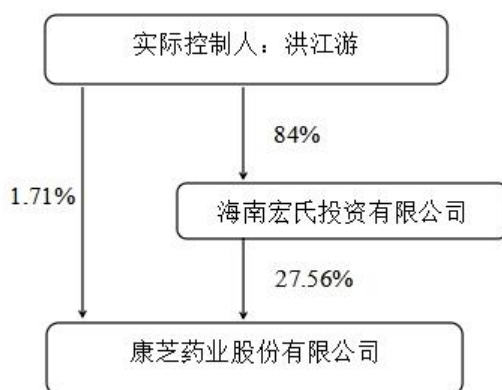 实际控制人：洪江游
84%
1.71%
海南宏氏投资有限公司
27.56%
康芝药业股份有限公司